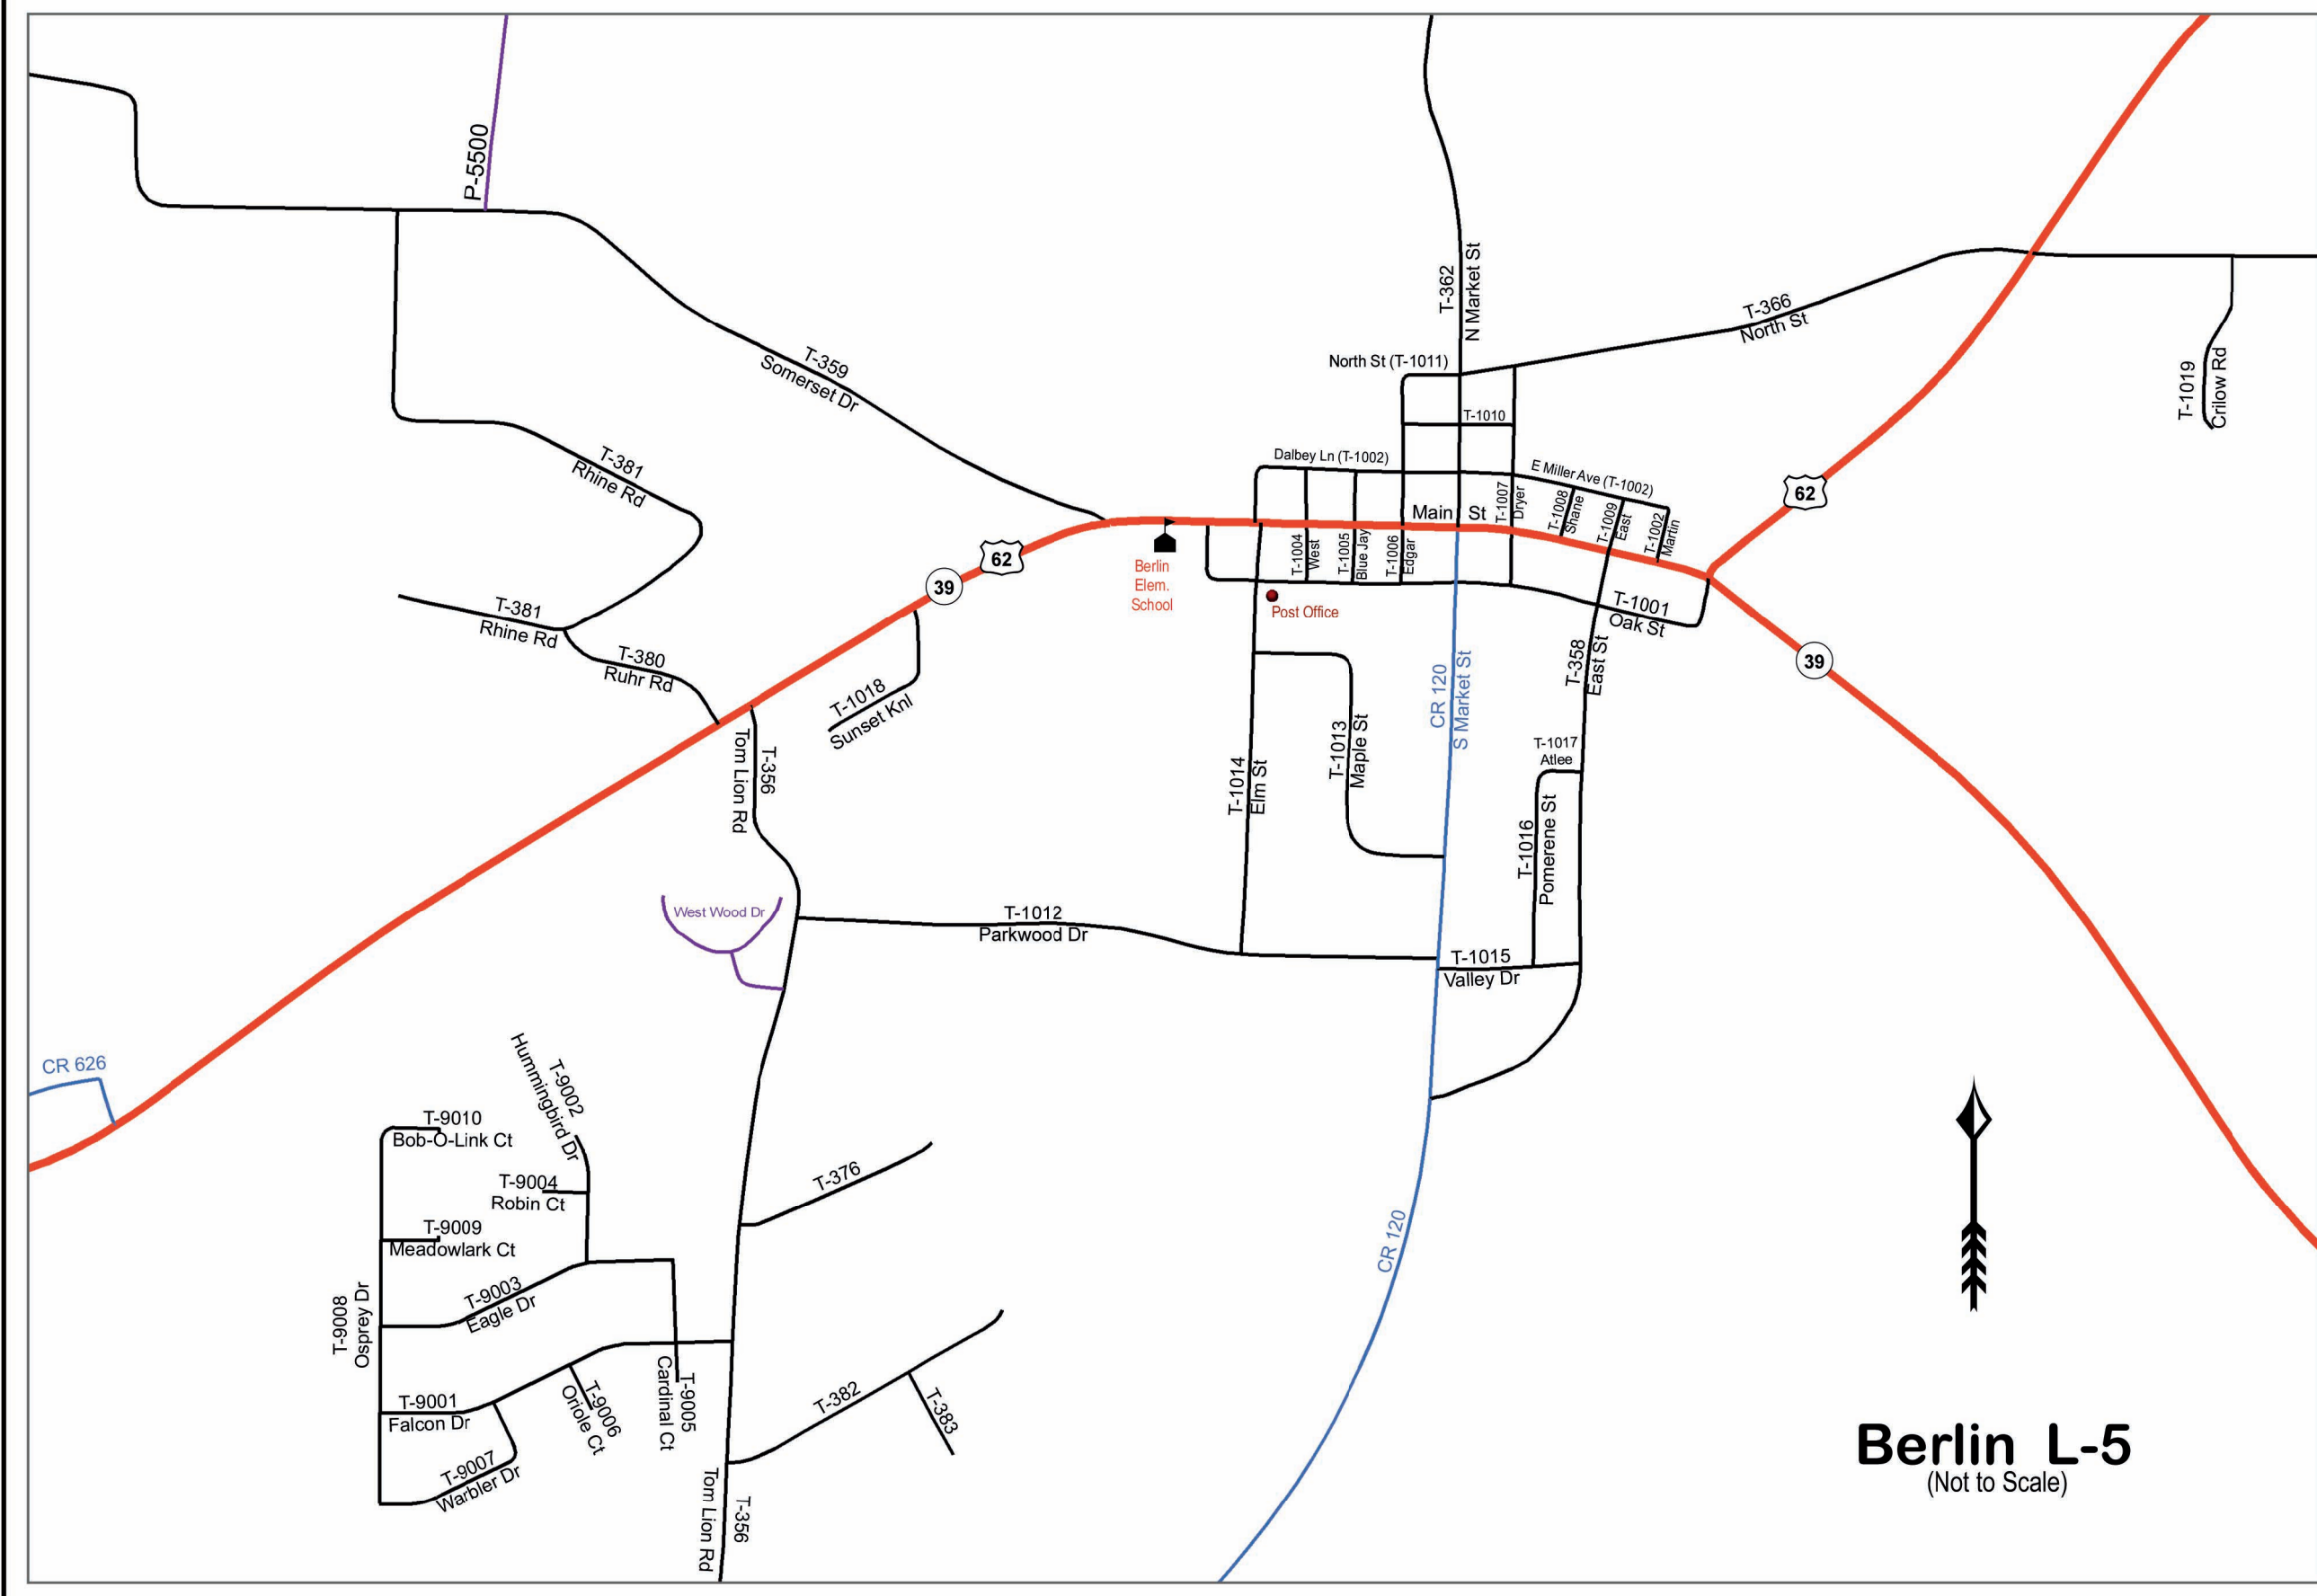 P-5500
T-362
N Market St
T-366
North St
T-359
Somerset Dr
North St (T-1011)
T-1019
Crilow Rd
T-1010
T-381
Rhine Rd
Dalbey Ln (T-1002)
E Miller Ave (T-1002)
62
Main St
T-1007
Dryer
T-1008
Shane
T-1009
East
T-1002
Martin
62
39
Berlin
Elem.
School
T-1004
West
T-1005
Blue Jay
T-1006
Edgar
T-381
Rhine Rd
Post Office
T-1001
Oak St
T-380
Ruhr Rd
T-1018
Sunset Knl
CR 120
S Market St
T-358
East St
39
T-356
Tom Lion Rd
T-1014
Elm St
T-1013
Maple St
T-1017
Atlee
T-1016
Pomerene St
West Wood Dr
T-1012
Parkwood Dr
T-1015
Valley Dr
CR 626
T-9002
Hummingbird Dr
T-9010
Bob-O-Link Ct
T-9004
Robin Ct
T-376
T-9009
Meadowlark Ct
CR 120
T-9003
Eagle Dr
T-9008
Osprey Dr
T-9001
Falcon Dr
T-9006
Oriole Ct
T-9005
Cardinal Ct
T-382
T-383
T-9007
Warbler Dr
Tom Lion Rd
T-356
Berlin L-5
(Not to Scale)